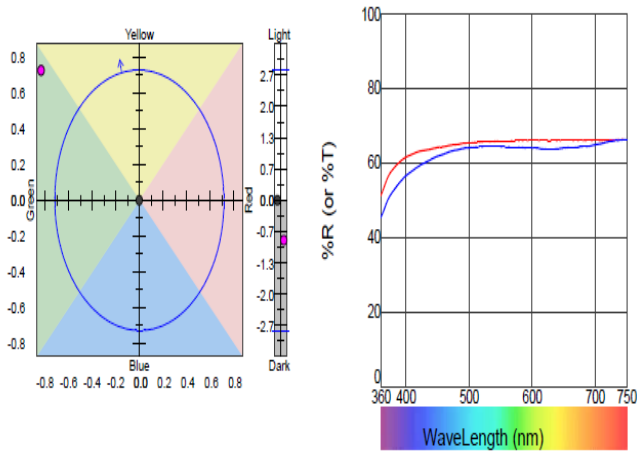 Yellow
0.8
0.6
0.4
0.2
0.0
-0.2
-0.4
-0.6
-0.8
Green
Red
Blue
-0.8 -0.6 -0.4 -0.2 0.0 0.2 0.4 0.6 0.8
Light
2.7
2.0
1.3
0.7
0.00
-0.7
-1.3
-2.0
-2.7
Dark
%R (or %T)
100
80
60
40
20
0
360 400 500 600 700 750
WaveLength (nm)